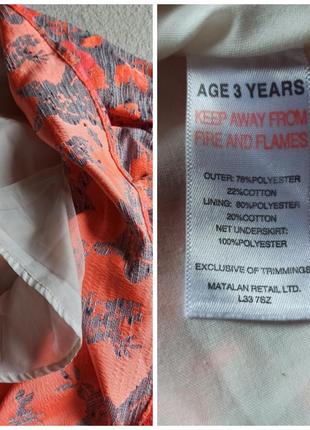 AGE 3 YEARS
KEEP AWAY FROM
FIRE AND FLAMES
OUTER: 78%POLYESTER
22%COTTON
LINING: 80%POLYESTER
20%COTTON
NET UNDERSKIRT:
100%POLYESTER
EXCLUSIVE OF TRIMMINGS
MATALAN RETAIL LTD.
L33 7SZ